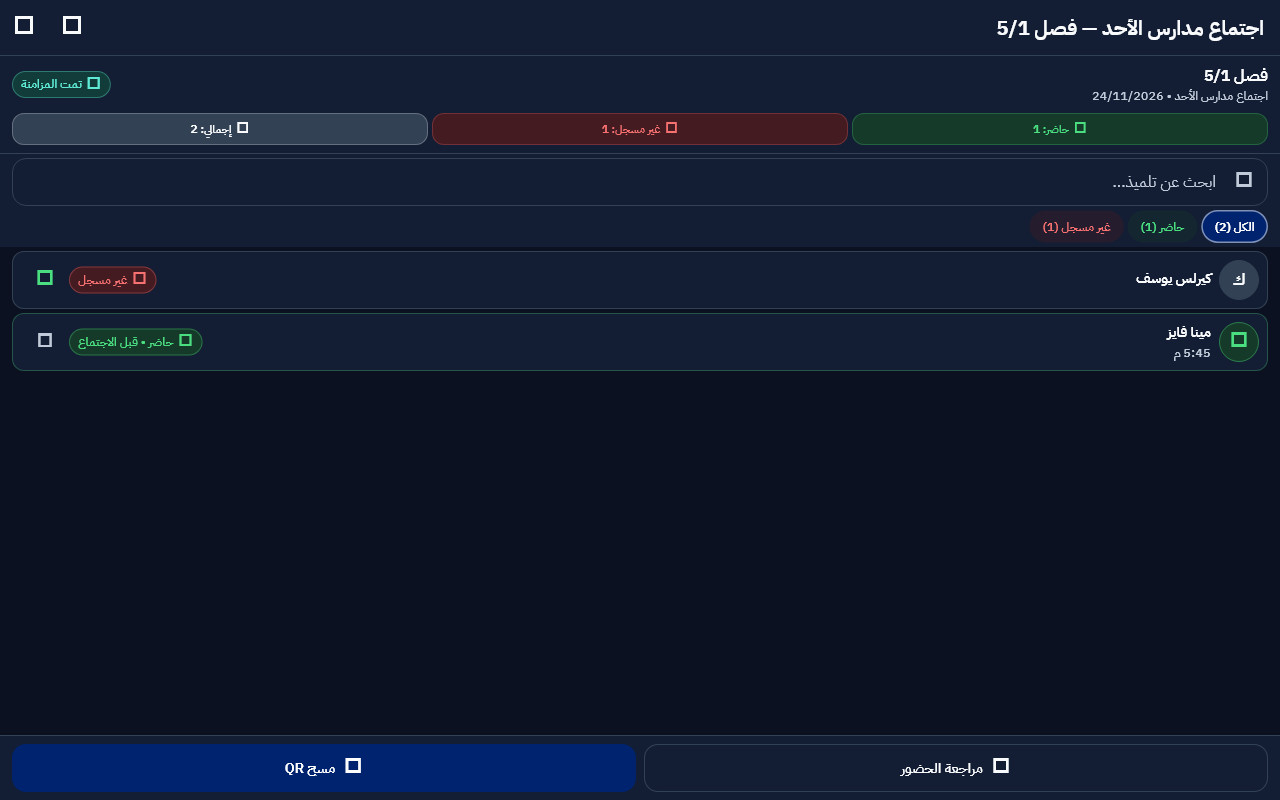 اجتماع مدارس الأحد — فصل 5/1
فصل 5/1
اجتماع مدارس الأحد • 24/11/2026
تمت المزامنة
حاضر: 1
غير مسجل: 1
إجمالي: 2
ابحث عن تلميذ...
الكل (2)
حاضر (1)
غير مسجل (1)
ك
كيرلس يوسف
غير مسجل
مينا فايز
5:45 م
حاضر • قبل الاجتماع
مراجعة الحضور
مسح QR